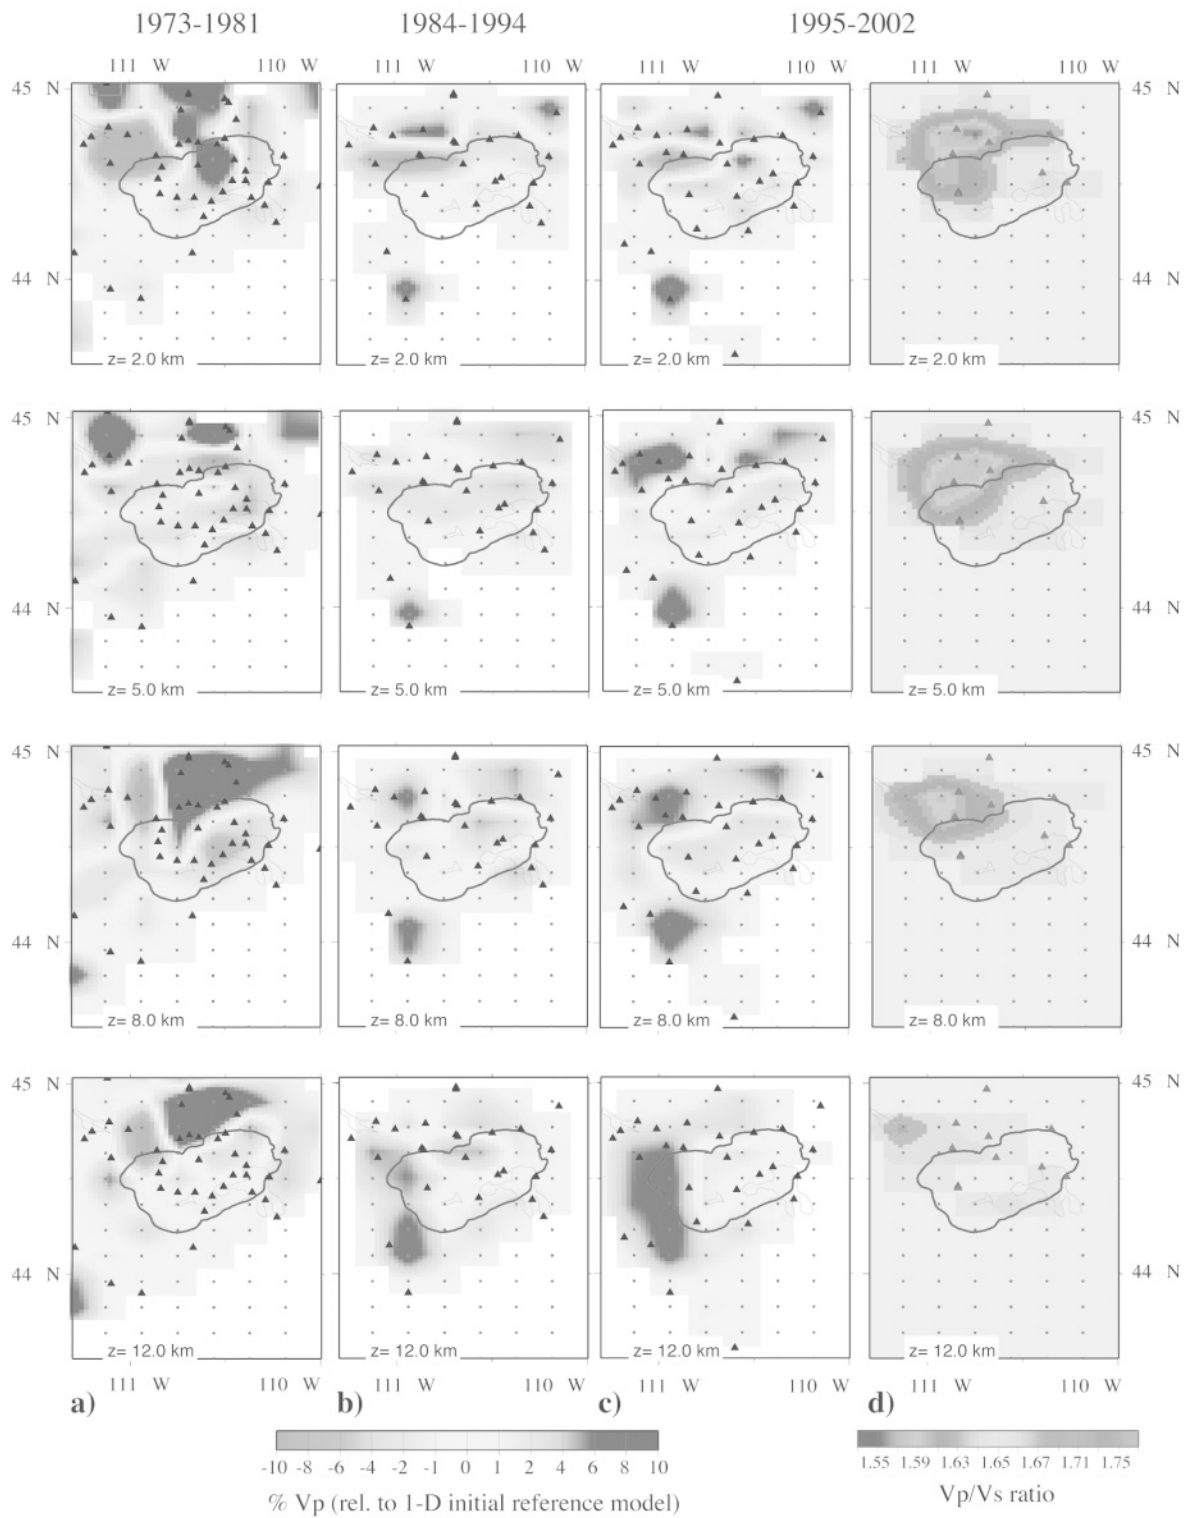 1973-1981 1984-1994 1995-2002
111 W 110 W 111 W 110 W 111 W 110 W 111 W 110 W
45 N 45 N
44 N 44 N
z= 2.0 km z= 2.0 km z= 2.0 km z= 2.0 km
45 N 45 N
44 N 44 N
z= 5.0 km z= 5.0 km z= 5.0 km z= 5.0 km
45 N 45 N
44 N 44 N
z= 8.0 km z= 8.0 km z= 8.0 km z= 8.0 km
45 N 45 N
44 N 44 N
z= 12.0 km z= 12.0 km z= 12.0 km z= 12.0 km
111 W 110 W 111 W 110 W 111 W 110 W 111 W 110 W
a) b) c) d)
-10 -8 -6 -4 -2 -1 0 1 2 4 6 8 10 1.55 1.59 1.63 1.65 1.67 1.71 1.75
% Vp (rel. to 1-D initial reference model) Vp/Vs ratio